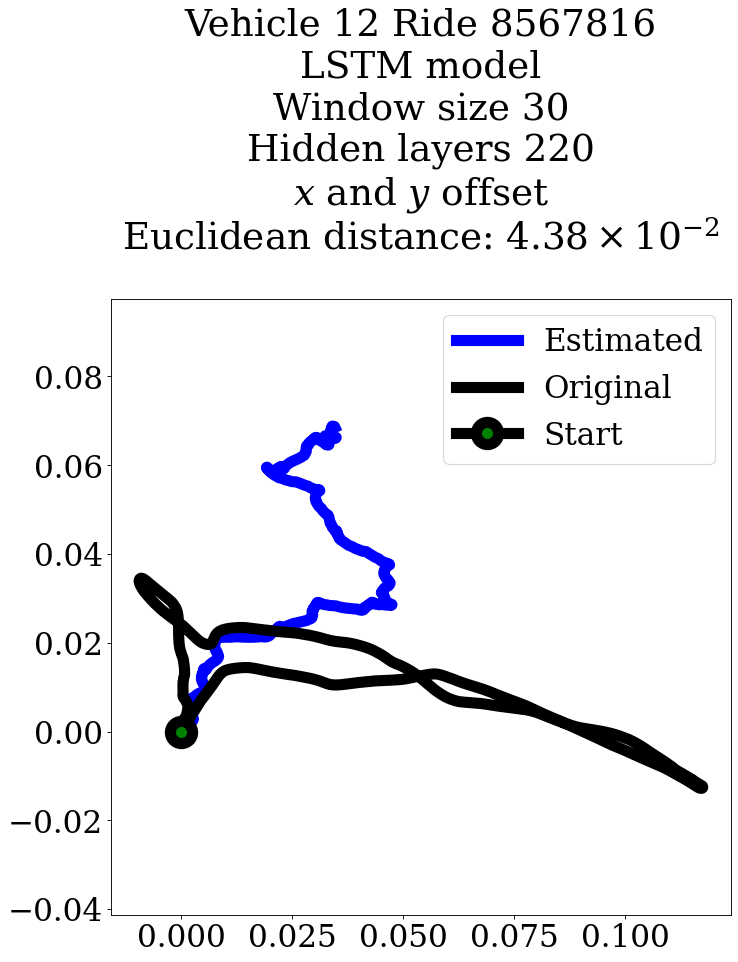 Vehicle 12 Ride 8567816
LSTM model
Window size 30
Hidden layers 220
x and y offset
Euclidean distance: 4.38 × 10⁻²
Estimated
Original
Start
0.08
0.06
0.04
0.02
0.00
−0.02
−0.04
0.000 0.025 0.050 0.075 0.100